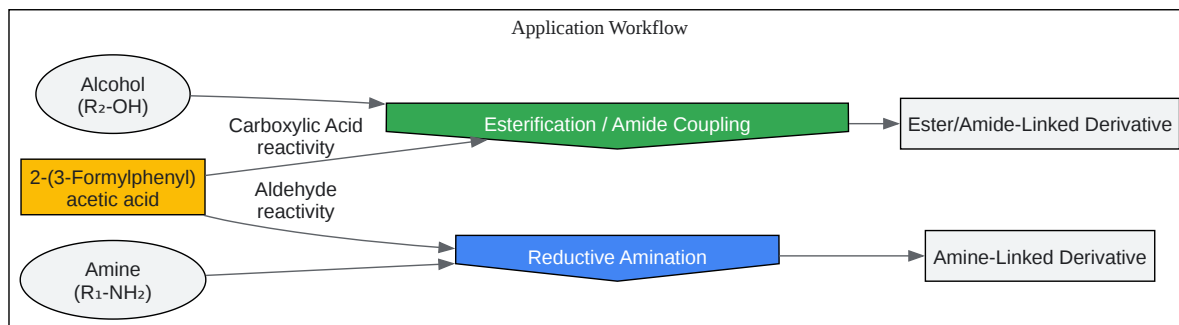 Application Workflow
Alcohol
(R₂-OH)
Carboxylic Acid
reactivity
Esterification / Amide Coupling
Ester/Amide-Linked Derivative
2-(3-Formylphenyl)
acetic acid
Aldehyde
reactivity
Amine
(R₁-NH₂)
Reductive Amination
Amine-Linked Derivative